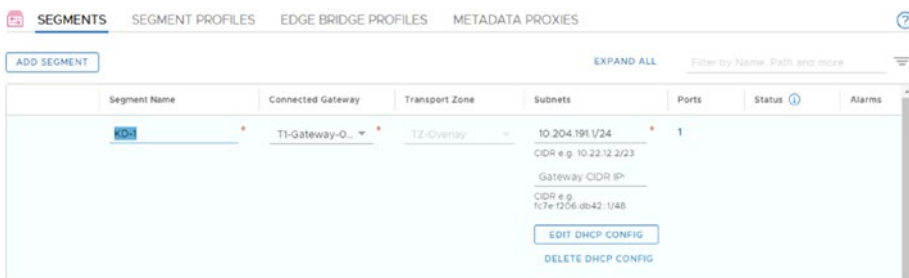 SEGMENTS SEGMENT PROFILES EDGE BRIDGE PROFILES METADATA PROXIES
ADD SEGMENT EXPAND ALL Filter by Name, Path and more
Segment Name Connected Gateway Transport Zone Subnets Ports Status Alarms
KD-1 * T1-Gateway-0... * TZ-Overlay 10.204.191.1/24 * 1
CIDR e.g. 10.22.12.2/23
Gateway CIDR IP
CIDR e.g.
fc7e:f206:db42::1/48
EDIT DHCP CONFIG
DELETE DHCP CONFIG